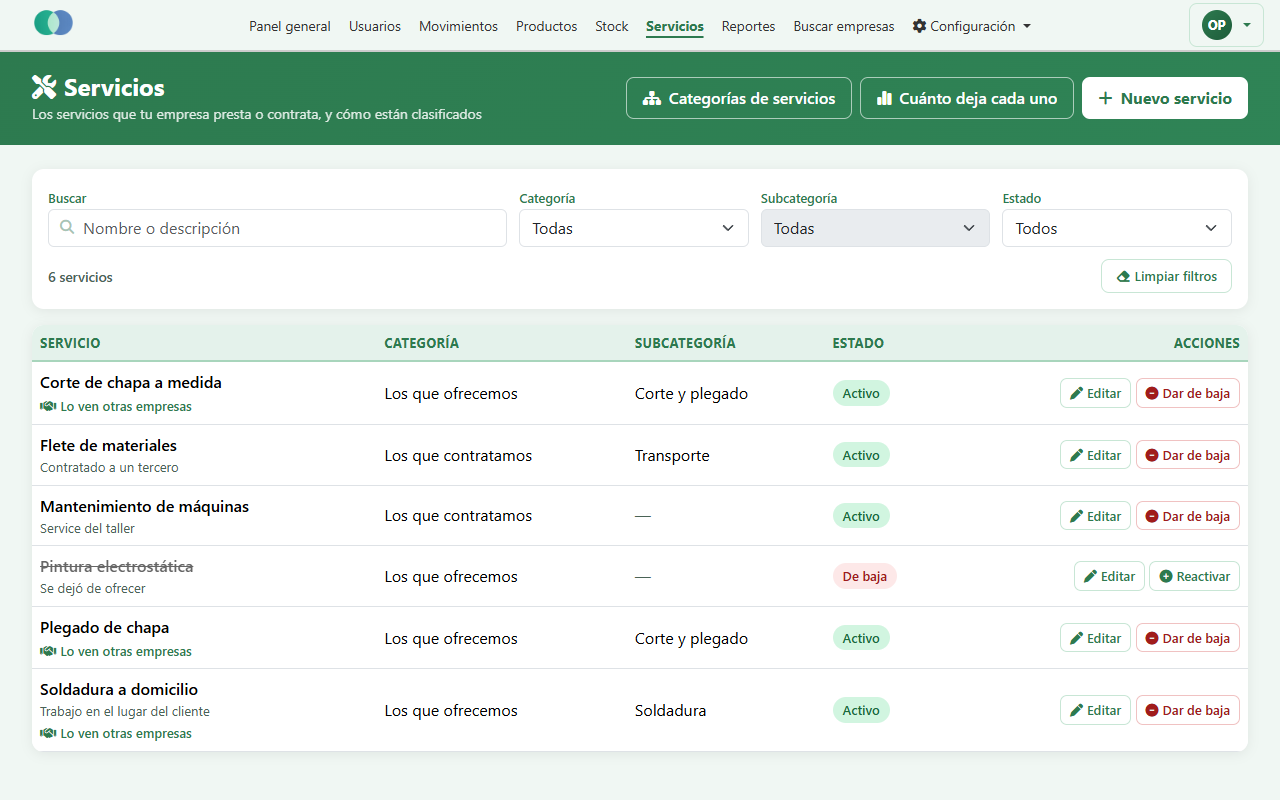 Panel general Usuarios Movimientos Productos Stock Servicios Reportes Buscar empresas Configuración OP
Servicios
Los servicios que tu empresa presta o contrata, y cómo están clasificados
Categorías de servicios Cuánto deja cada uno + Nuevo servicio
Buscar Categoría Subcategoría Estado
Nombre o descripción Todas Todas Todos
6 servicios Limpiar filtros
SERVICIO CATEGORÍA SUBCATEGORÍA ESTADO ACCIONES
Corte de chapa a medida
Lo ven otras empresas
Los que ofrecemos Corte y plegado Activo Editar Dar de baja
Flete de materiales
Contratado a un tercero
Los que contratamos Transporte Activo Editar Dar de baja
Mantenimiento de máquinas
Service del taller
Los que contratamos — Activo Editar Dar de baja
Pintura electrostática
Se dejó de ofrecer
Los que ofrecemos — De baja Editar Reactivar
Plegado de chapa
Lo ven otras empresas
Los que ofrecemos Corte y plegado Activo Editar Dar de baja
Soldadura a domicilio
Trabajo en el lugar del cliente
Lo ven otras empresas
Los que ofrecemos Soldadura Activo Editar Dar de baja